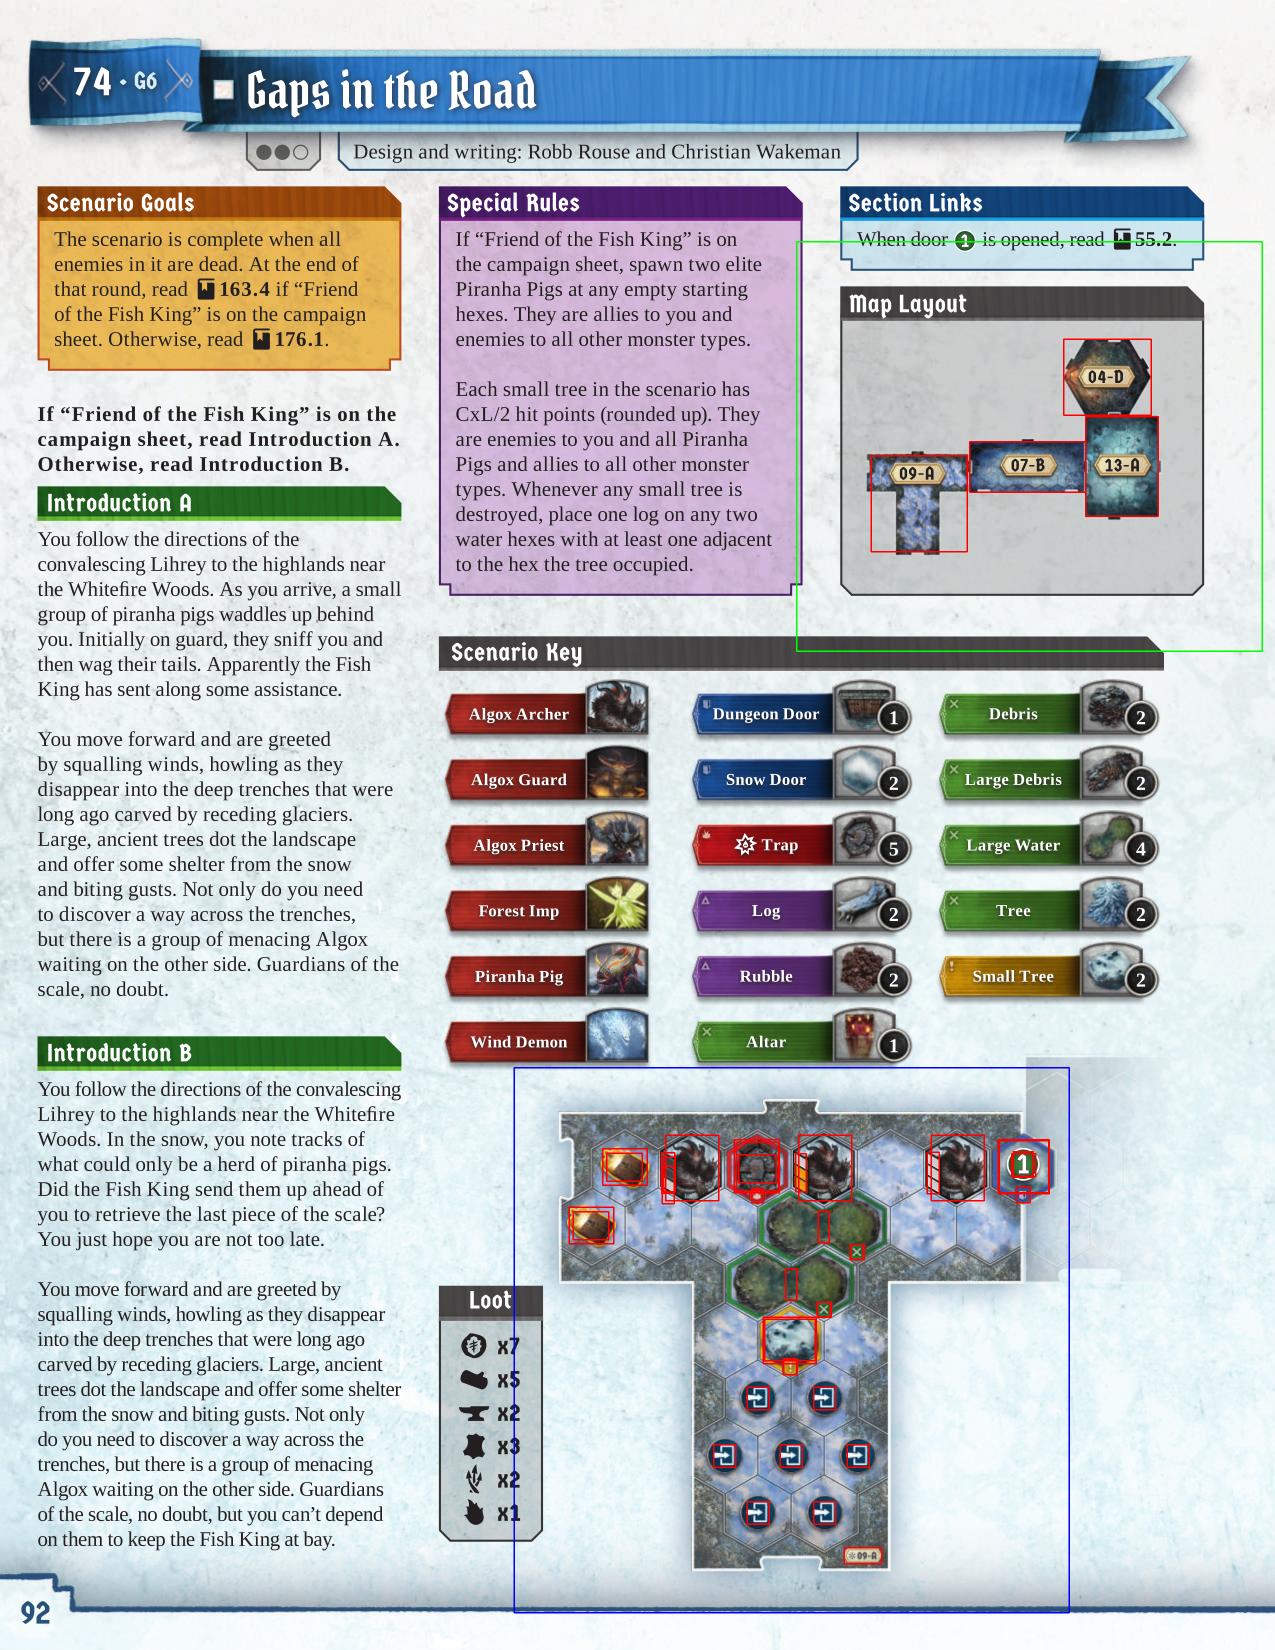 74 · G6
Gaps in the Road
Design and writing: Robb Rouse and Christian Wakeman
Scenario Goals
The scenario is complete when all
enemies in it are dead. At the end of
that round, read 163.4 if “Friend
of the Fish King” is on the campaign
sheet. Otherwise, read 176.1.
If “Friend of the Fish King” is on the
campaign sheet, read Introduction A.
Otherwise, read Introduction B.
Introduction A
You follow the directions of the
convalescing Lihrey to the highlands near
the Whitefire Woods. As you arrive, a small
group of piranha pigs waddles up behind
you. Initially on guard, they sniff you and
then wag their tails. Apparently the Fish
King has sent along some assistance.
You move forward and are greeted
by squalling winds, howling as they
disappear into the deep trenches that were
long ago carved by receding glaciers.
Large, ancient trees dot the landscape
and offer some shelter from the snow
and biting gusts. Not only do you need
to discover a way across the trenches,
but there is a group of menacing Algox
waiting on the other side. Guardians of the
scale, no doubt.
Introduction B
You follow the directions of the convalescing
Lihrey to the highlands near the Whitefire
Woods. In the snow, you note tracks of
what could only be a herd of piranha pigs.
Did the Fish King send them up ahead of
you to retrieve the last piece of the scale?
You just hope you are not too late.
You move forward and are greeted by
squalling winds, howling as they disappear
into the deep trenches that were long ago
carved by receding glaciers. Large, ancient
trees dot the landscape and offer some shelter
from the snow and biting gusts. Not only
do you need to discover a way across the
trenches, but there is a group of menacing
Algox waiting on the other side. Guardians
of the scale, no doubt, but you can’t depend
on them to keep the Fish King at bay.
Special Rules
If “Friend of the Fish King” is on
the campaign sheet, spawn two elite
Piranha Pigs at any empty starting
hexes. They are allies to you and
enemies to all other monster types.
Each small tree in the scenario has
CxL/2 hit points (rounded up). They
are enemies to you and all Piranha
Pigs and allies to all other monster
types. Whenever any small tree is
destroyed, place one log on any two
water hexes with at least one adjacent
to the hex the tree occupied.
Section Links
When door 1 is opened, read 55.2.
Map Layout
04-D
09-A
07-B
13-A
Scenario Key
Algox Archer
Dungeon Door 1
Debris 2
Algox Guard
Snow Door 2
Large Debris 2
Algox Priest
Trap 5
Large Water 4
Forest Imp
Log 2
Tree 2
Piranha Pig
Rubble 2
Small Tree 2
Wind Demon
Altar 1
1
Loot
x7
x5
x2
x3
x2
x1
09-A
92